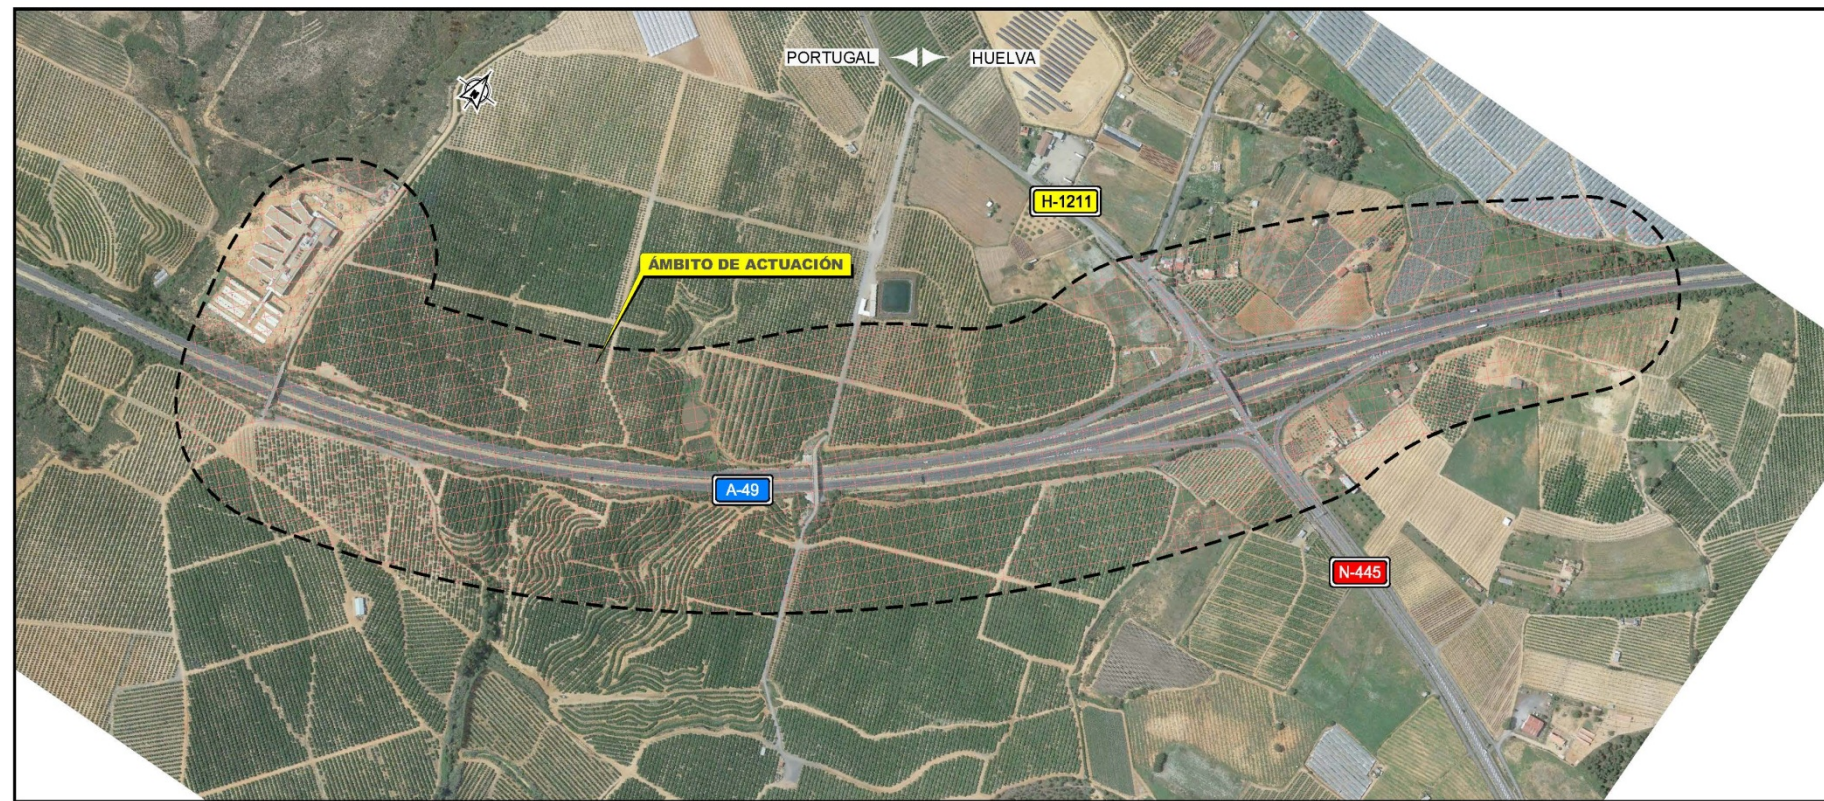 PORTUGAL
HUELVA
H-1211
ÁMBITO DE ACTUACIÓN
A-49
N-445